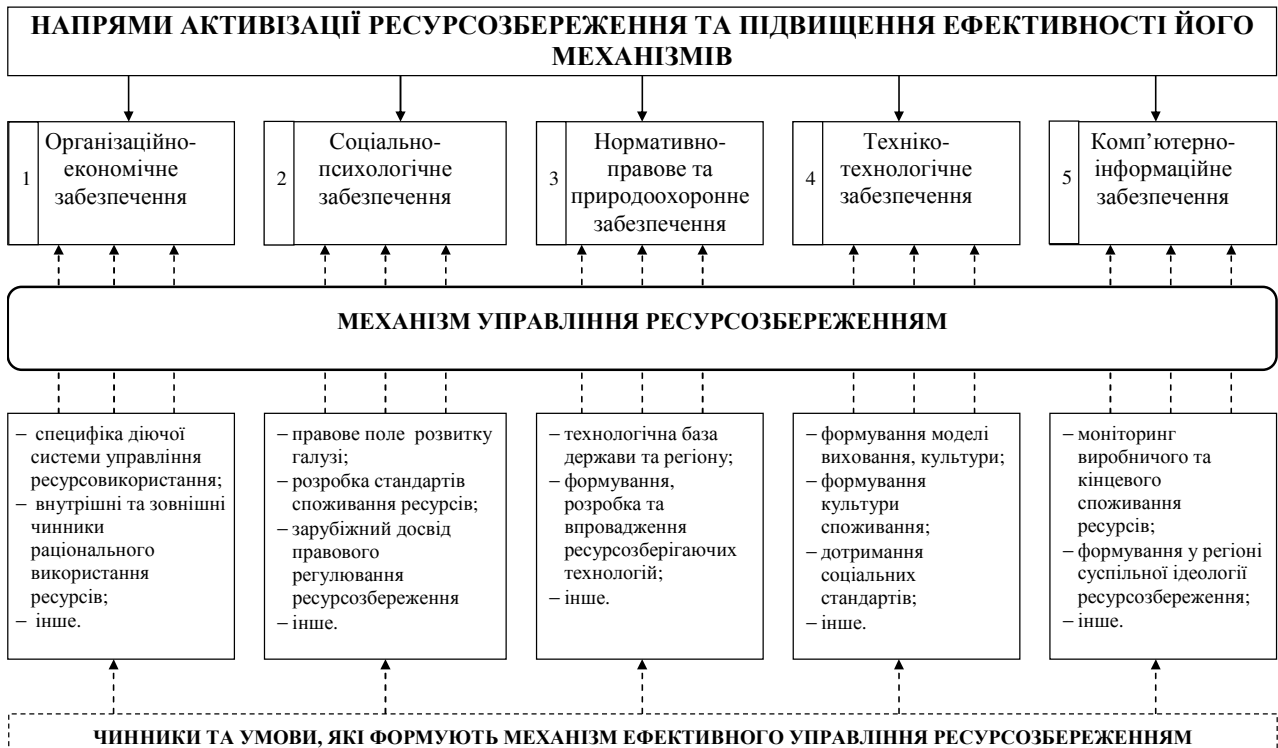 НАПРЯМИ АКТИВІЗАЦІЇ РЕСУРСОЗБЕРЕЖЕННЯ ТА ПІДВИЩЕННЯ ЕФЕКТИВНОСТІ ЙОГО
МЕХАНІЗМІВ
1
Організаційно-
економічне
забезпечення
2
Соціально-
психологічне
забезпечення
3
Нормативно-
правове та
природоохоронне
забезпечення
4
Техніко-
технологічне
забезпечення
5
Комп’ютерно-
інформаційне
забезпечення
МЕХАНІЗМ УПРАВЛІННЯ РЕСУРСОЗБЕРЕЖЕННЯМ
– специфіка діючої
системи управління
ресурсовикористання;
– внутрішні та зовнішні
чинники
раціонального
використання
ресурсів;
– інше.
– правове поле розвитку
галузі;
– розробка стандартів
споживання ресурсів;
– зарубіжний досвід
правового
регулювання
ресурсозбереження
– інше.
– технологічна база
держави та регіону;
– формування,
розробка та
впровадження
ресурсозберігаючих
технологій;
– інше.
– формування моделі
виховання, культури;
– формування
культури
споживання;
– дотримання
соціальних
стандартів;
– інше.
– моніторинг
виробничого та
кінцевого
споживання
ресурсів;
– формування у регіоні
суспільної ідеології
ресурсозбереження;
– інше.
ЧИННИКИ ТА УМОВИ, ЯКІ ФОРМУЮТЬ МЕХАНІЗМ ЕФЕКТИВНОГО УПРАВЛІННЯ РЕСУРСОЗБЕРЕЖЕННЯМ